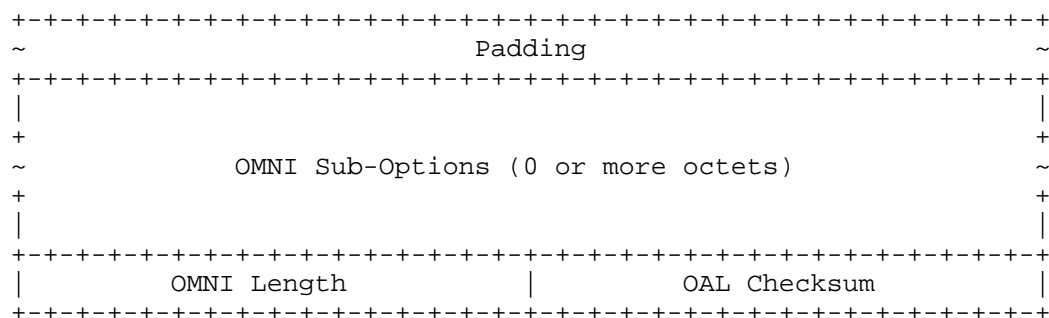 +-+-+-+-+-+-+-+-+-+-+-+-+-+-+-+-+-+-+-+-+-+-+-+-+-+-+-+-+-+-+-+-+
~                            Padding                            ~
+-+-+-+-+-+-+-+-+-+-+-+-+-+-+-+-+-+-+-+-+-+-+-+-+-+-+-+-+-+-+-+-+
|                                                               |
+                                                               +
~             OMNI Sub-Options (0 or more octets)               ~
+                                                               +
|                                                               |
+-+-+-+-+-+-+-+-+-+-+-+-+-+-+-+-+-+-+-+-+-+-+-+-+-+-+-+-+-+-+-+-+
|         OMNI Length           |         OAL Checksum          |
+-+-+-+-+-+-+-+-+-+-+-+-+-+-+-+-+-+-+-+-+-+-+-+-+-+-+-+-+-+-+-+-+